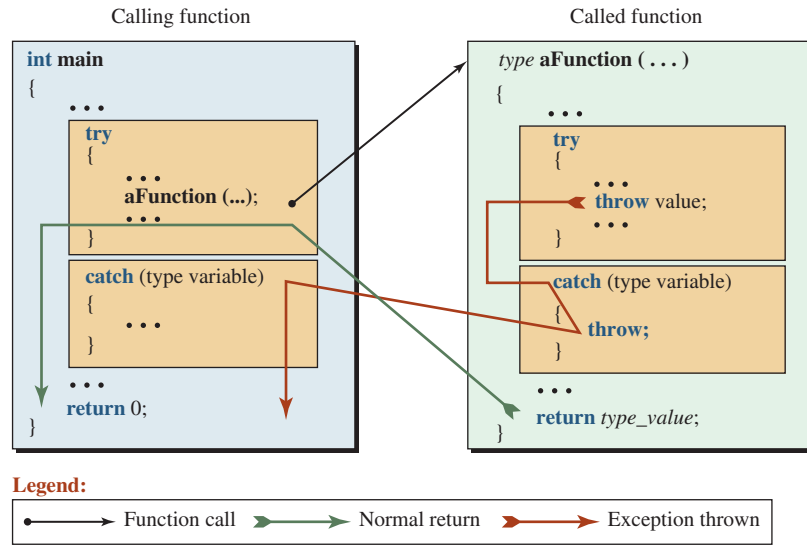 Calling function
int main
{
...
try
{
...
aFunction (...);
...
}
catch (type variable)
{
...
}
...
return 0;
}
Called function
type aFunction ( . . . )
{
...
try
{
...
throw value;
...
}
catch (type variable)
{
throw;
}
...
return type_value;
}
Legend:
Function call
Normal return
Exception thrown